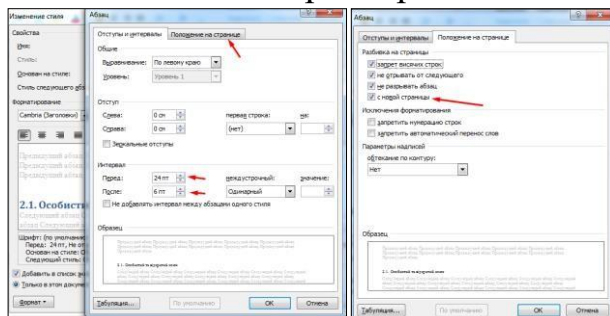 Изменение стиля
Свойства
Имя:
Стиль:
Основан на стиле:
Стиль следующего
Форматирование
Cambria (Заголовки)
2.1. Особисти
Шрифт: (по умолчанию
Перед: 24 пт, Не от
Основан на стиле:
Следующий стиль:
Добавить в список
Только в этом докуме
Формат
Абзац
Отступы и интервалы
Положение на странице
Общие
Выравнивание:
По левому краю
Уровень:
Уровень 1
Отступ
Слева:
0 см
первая строка:
на:
Справа:
0 см
(нет)
Зеркальные отступы
Интервал
Перед:
24 пт
междустрочный:
значение:
После:
6 пт
Одинарный
Не добавлять интервал между абзацами одного стиля
Образец
Табуляция...
По умолчанию
ОК
Отмена
Абзац
Отступы и интервалы
Положение на странице
Разбивка на страницы
запрет висячих строк
не отрывать от следующего
не разрывать абзац
с новой страницы
Исключения форматирования
запретить нумерацию строк
запретить автоматический перенос слов
Параметры надписей
обтекание по контуру:
Нет
Образец
Табуляция...
По умолчанию
ОК
Отмена